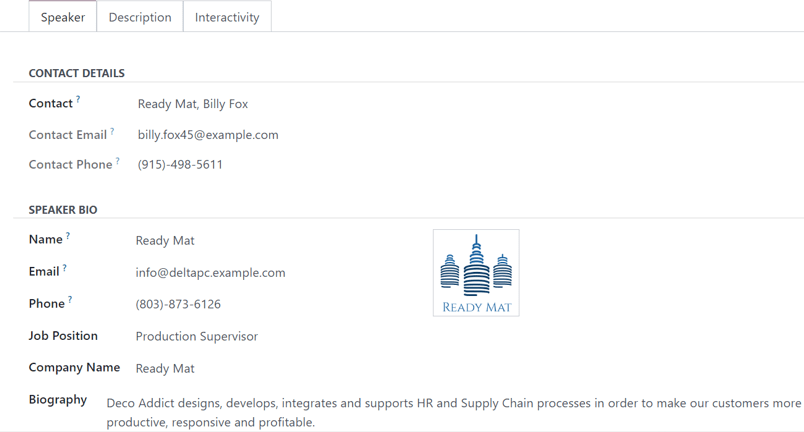 Speaker Description Interactivity
CONTACT DETAILS
Contact ? Ready Mat, Billy Fox
Contact Email ? billy.fox45@example.com
Contact Phone ? (915)-498-5611
SPEAKER BIO
Name ? Ready Mat
Email ? info@deltapc.example.com
Phone ? (803)-873-6126
READY MAT
Job Position Production Supervisor
Company Name Ready Mat
Biography Deco Addict designs, develops, integrates and supports HR and Supply Chain processes in order to make our customers more
productive, responsive and profitable.